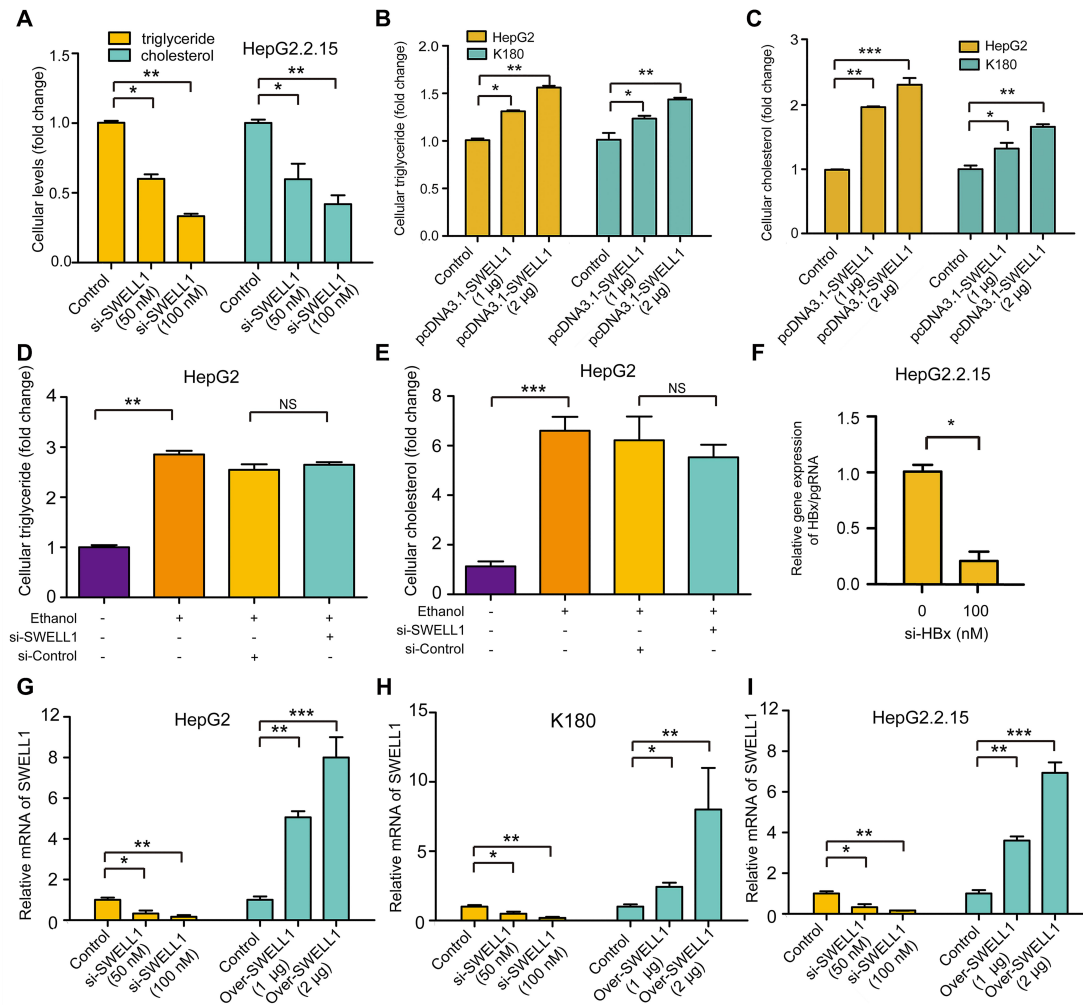 A
triglyceride
cholesterol
HepG2.2.15
Cellular levels (fold change)
1.5
1.0
0.5
0.0
*
**
*
**
Control
si-SWELL1
(50 nM)
si-SWELL1
(100 nM)
Control
si-SWELL1
(50 nM)
si-SWELL1
(100 nM)
B
HepG2
K180
Cellular triglyceride (fold change)
2.0
1.5
1.0
0.5
0.0
*
**
*
**
Control
pcDNA3.1-SWELL1
(1 µg)
pcDNA3.1-SWELL1
(2 µg)
Control
pcDNA3.1-SWELL1
(1 µg)
pcDNA3.1-SWELL1
(2 µg)
C
HepG2
K180
Cellular cholesterol (fold change)
3
2
1
0
**
***
*
**
Control
pcDNA3.1-SWELL1
(1 µg)
pcDNA3.1-SWELL1
(2 µg)
Control
pcDNA3.1-SWELL1
(1 µg)
pcDNA3.1-SWELL1
(2 µg)
D
HepG2
Cellular triglyceride (fold change)
4
3
2
1
0
**
NS
Ethanol - + + +
si-SWELL1 - - - +
si-Control - - + -
E
HepG2
Cellular cholesterol (fold change)
8
6
4
2
0
***
NS
Ethanol - + + +
si-SWELL1 - - - +
si-Control - - + -
F
HepG2.2.15
Relative gene expression
of HBx/pgRNA
1.5
1.0
0.5
0.0
*
0 100
si-HBx (nM)
G
HepG2
Relative mRNA of SWELL1
12
10
8
6
4
2
0
*
**
**
***
Control
si-SWELL1
(50 nM)
si-SWELL1
(100 nM)
Control
Over-SWELL1
(1 µg)
Over-SWELL1
(2 µg)
H
K180
Relative mRNA of SWELL1
15
10
5
0
*
**
*
**
Control
si-SWELL1
(50 nM)
si-SWELL1
(100 nM)
Control
Over-SWELL1
(1 µg)
Over-SWELL1
(2 µg)
I
HepG2.2.15
Relative mRNA of SWELL1
12
8
6
4
2
0
*
**
**
***
Control
si-SWELL1
(50 nM)
si-SWELL1
(100 nM)
Control
Over-SWELL1
(1 µg)
Over-SWELL1
(2 µg)